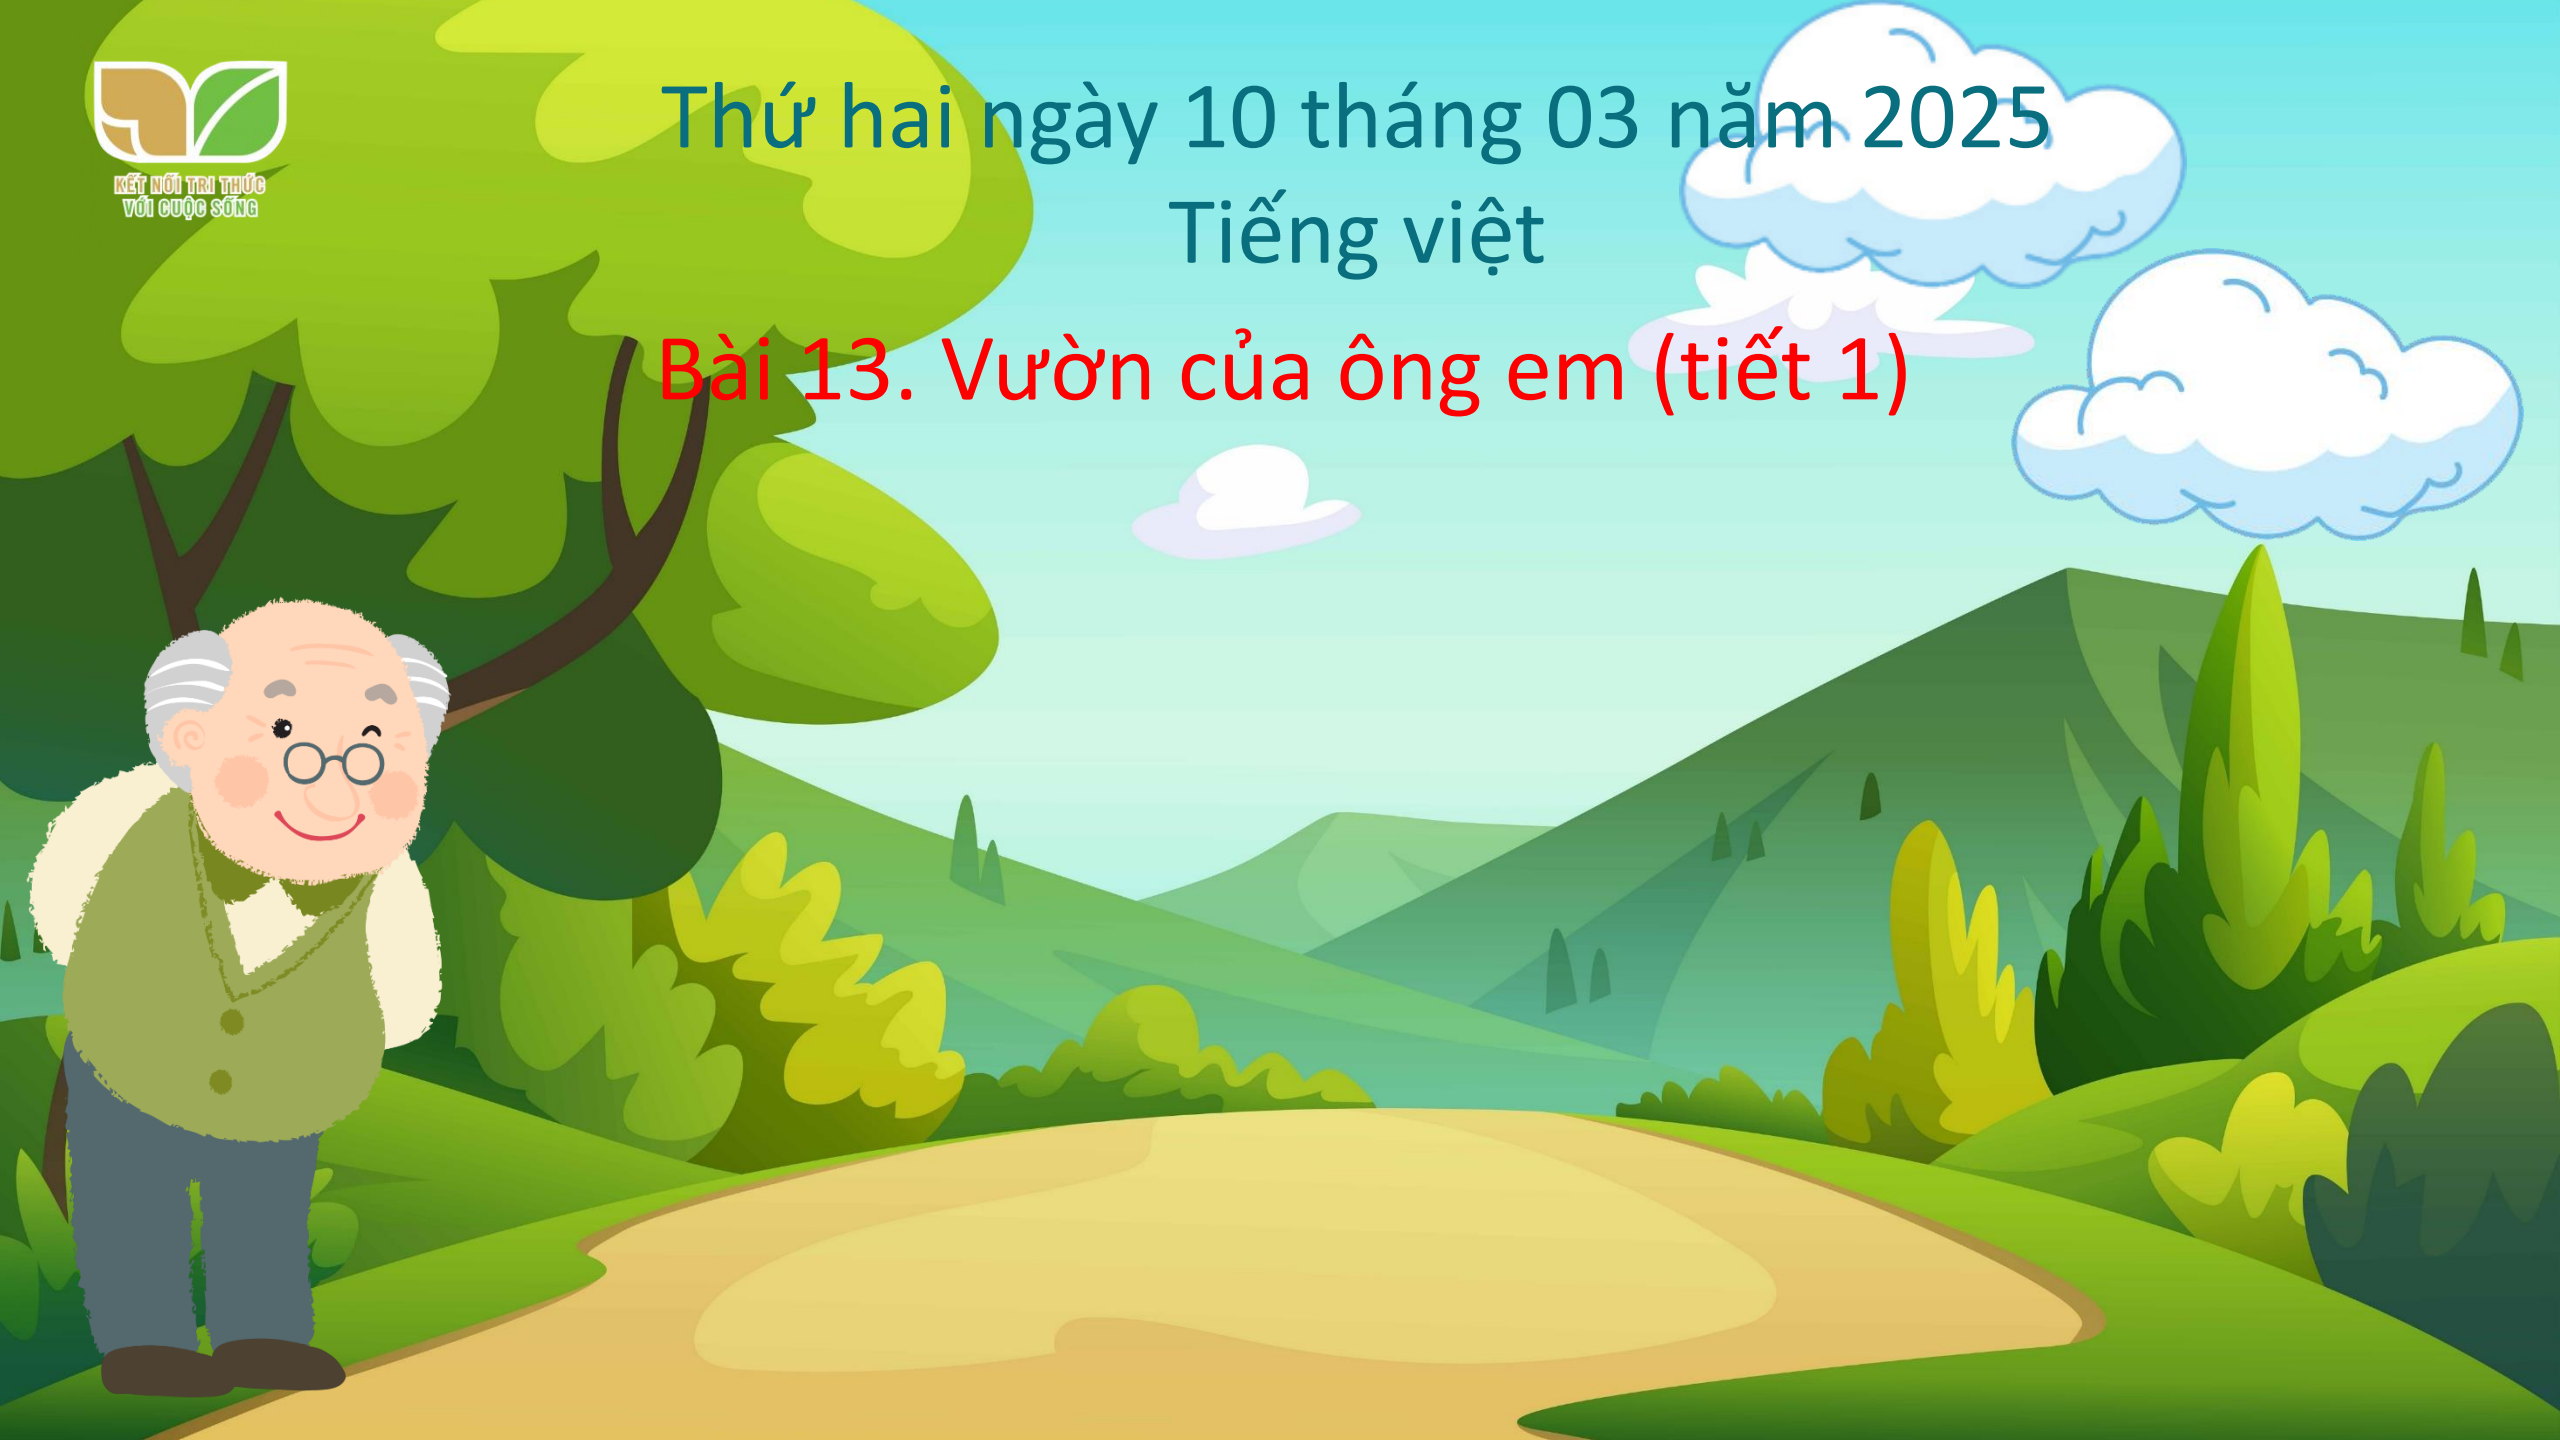 KẾT NỐI TRI THỨC
VỚI CUỘC SỐNG
Thứ hai ngày 10 tháng 03 năm 2025
Tiếng việt
Bài 13. Vườn của ông em (tiết 1)